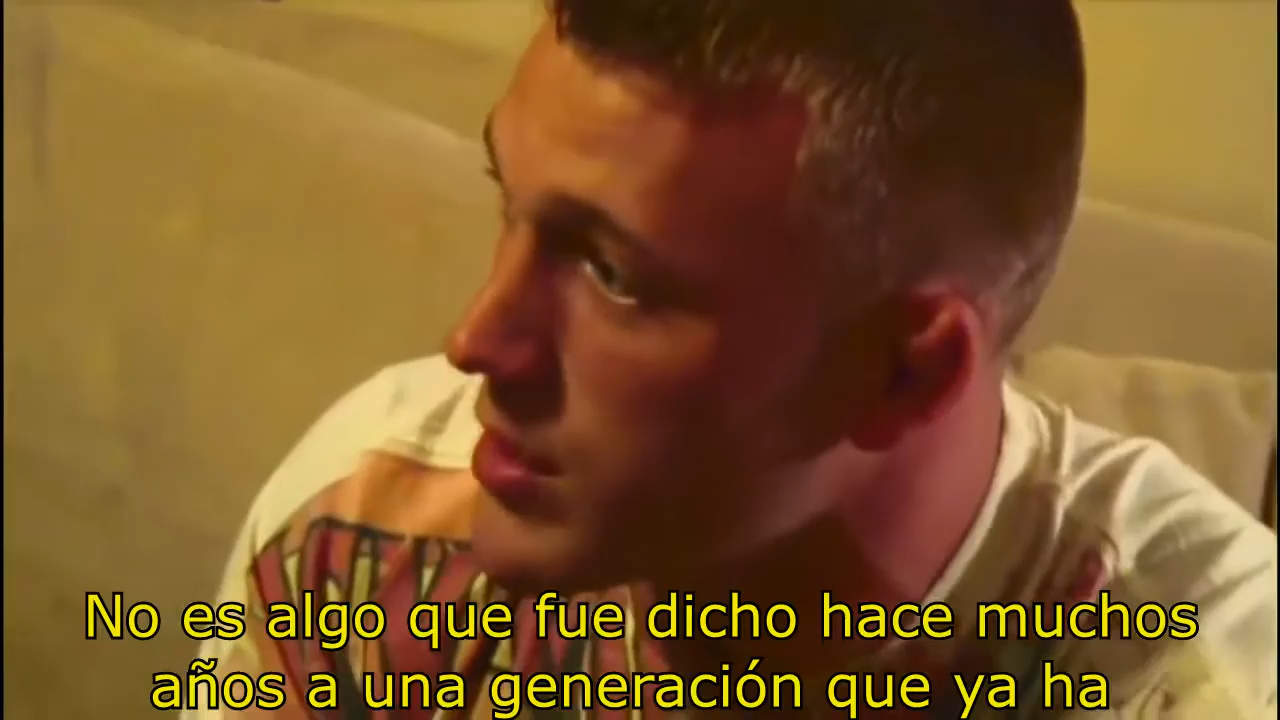 No es algo que fue dicho hace muchos
años a una generación que ya ha